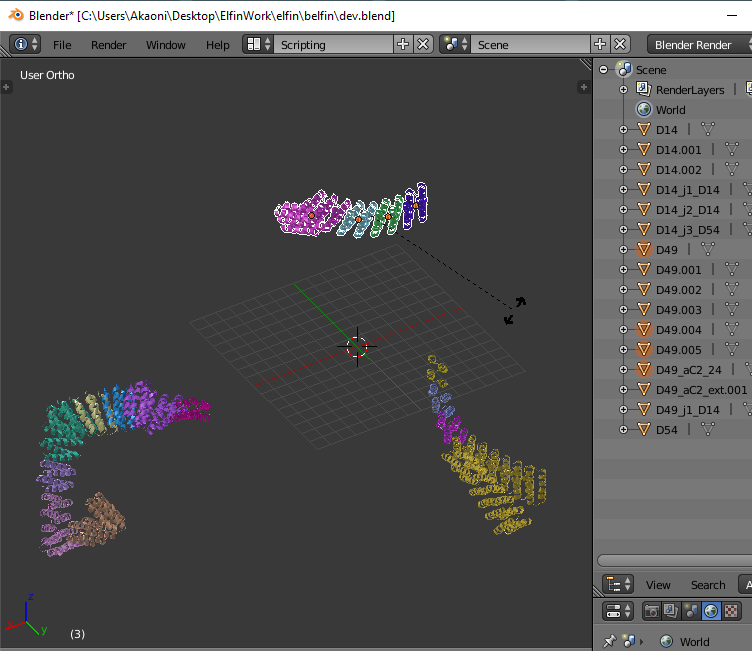 Blender* [C:\Users\Akaoni\Desktop\ElfinWork\elfin\belfin\dev.blend]
File Render Window Help Scripting Scene Blender Render
User Ortho
Scene
RenderLayers
World
D14
D14.001
D14.002
D14_j1_D14
D14_j2_D14
D14_j3_D54
D49
D49.001
D49.002
D49.003
D49.004
D49.005
D49_aC2_24
D49_aC2_ext.001
D49_j1_D14
D54
View Search A
z
x y
(3)
World